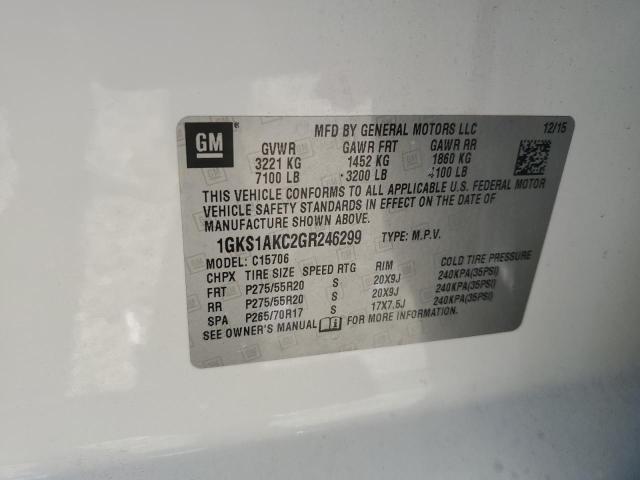 GM
MFD BY GENERAL MOTORS LLC 12/15
GVWR GAWR FRT GAWR RR
3221 KG 1452 KG 1860 KG
7100 LB 3200 LB 4100 LB
THIS VEHICLE CONFORMS TO ALL APPLICABLE U.S. FEDERAL MOTOR
VEHICLE SAFETY STANDARDS IN EFFECT ON THE DATE OF
MANUFACTURE SHOWN ABOVE.
1GKS1AKC2GR246299 TYPE: M.P.V.
MODEL: C15706
CHPX TIRE SIZE SPEED RTG RIM COLD TIRE PRESSURE
FRT P275/55R20 S 20X9J 240KPA(35PSI)
RR P275/55R20 S 20X9J 240KPA(35PSI)
SPA P265/70R17 S 17X7.5J 240KPA(35PSI)
SEE OWNER'S MANUAL FOR MORE INFORMATION.